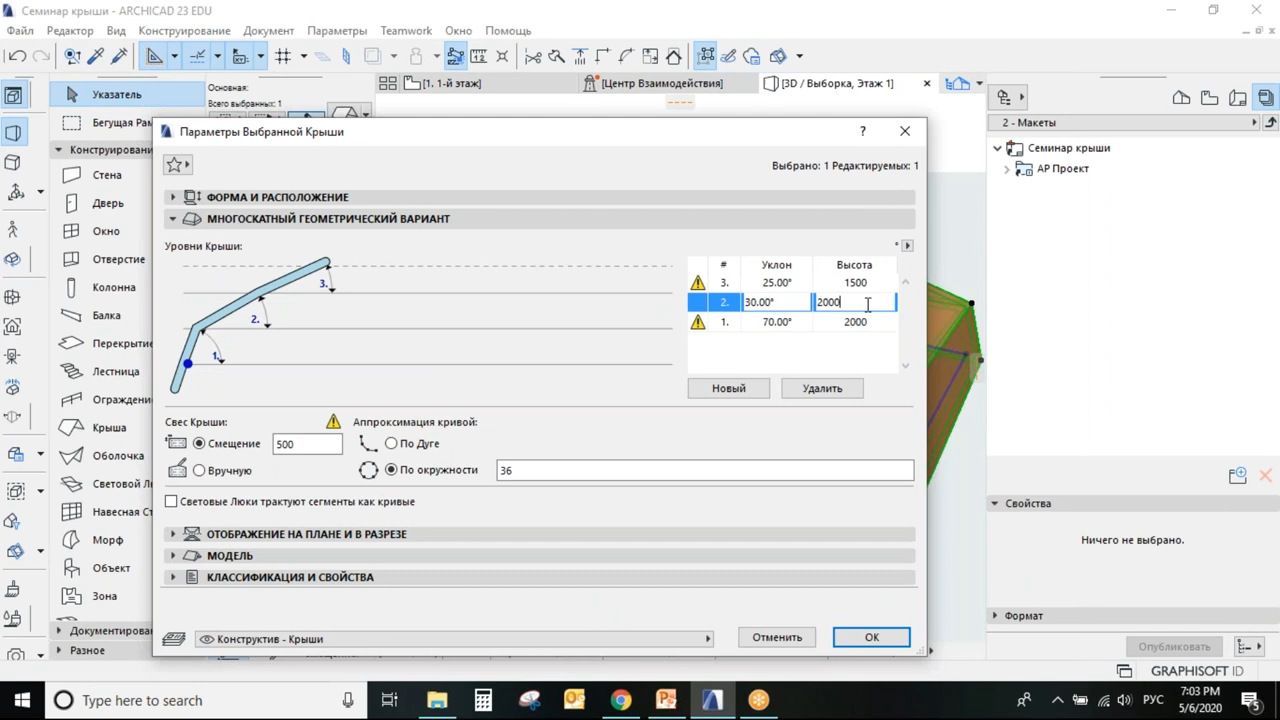 Семинар крыши - ARCHICAD 23 EDU
Файл Редактор Вид Конструирование Документ Параметры Teamwork Окно Помощь
[1. 1-й этаж] [Центр Взаимодействия] [3D / Выборка, Этаж 1]
Указатель
Основная:
Всего выбранных: 1
Бегущая Рам
Конструировани
Стена
Дверь
Окно
Отверстие
Колонна
Балка
Перекрытие
Лестница
Ограждени
Крыша
Оболочка
Световой Л
Навесная Ст
Морф
Объект
Зона
Документирова
Разное
Параметры Выбранной Крыши
?
Выбрано: 1 Редактируемых: 1
ФОРМА И РАСПОЛОЖЕНИЕ
МНОГОСКАТНЫЙ ГЕОМЕТРИЧЕСКИЙ ВАРИАНТ
Уровни Крыши:
°
# Уклон Высота
3. 25.00° 1500
2. 30.00° 2000
1. 70.00° 2000
3.
2.
1.
Новый Удалить
Свес Крыши: Аппроксимация кривой:
Смещение 500 По Дуге
Вручную По окружности 36
Световые Люки трактуют сегменты как кривые
ОТОБРАЖЕНИЕ НА ПЛАНЕ И В РАЗРЕЗЕ
МОДЕЛЬ
КЛАССИФИКАЦИЯ И СВОЙСТВА
Конструктив - Крыши
Отменить OK
2 - Макеты
Семинар крыши
АР Проект
Свойства
Ничего не выбрано.
Формат
Опубликовать
GRAPHISOFT ID
Type here to search
РУС
7:03 PM
5/6/2020
5